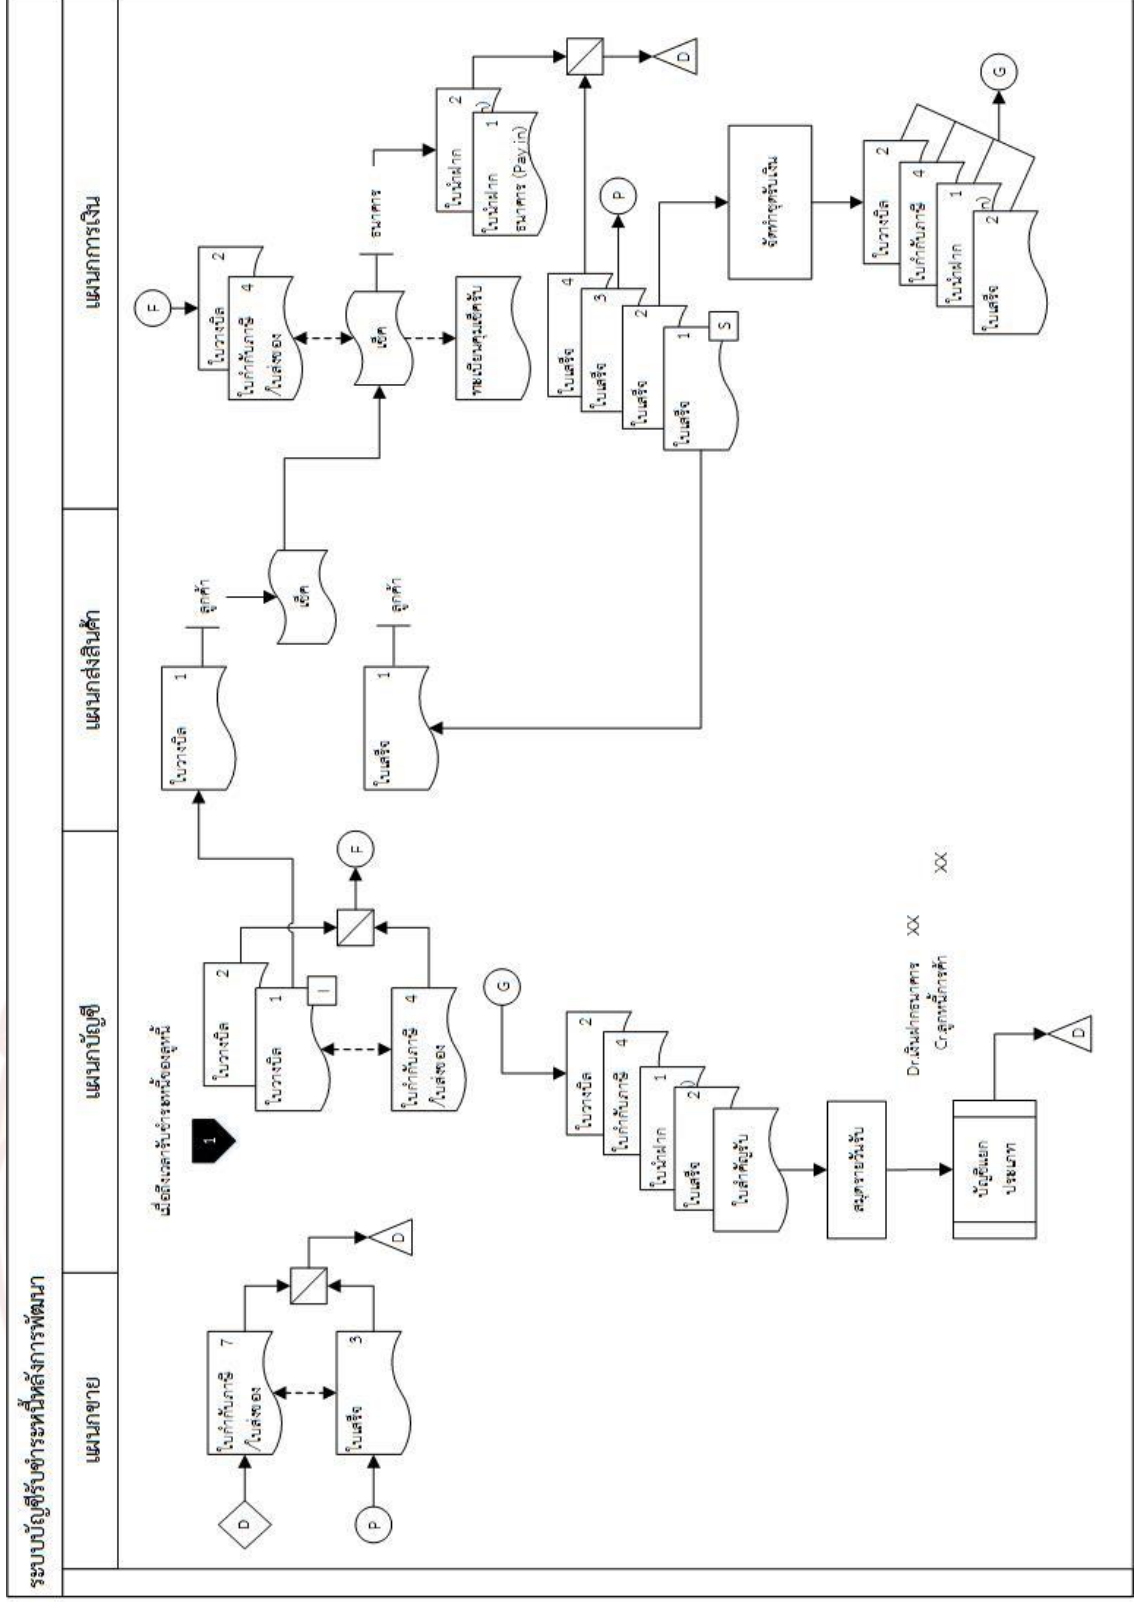 ระบบบัญชีรับชำระหนี้หลังการพัฒนา
แผนกขาย
แผนกบัญชี
แผนกส่งสินค้า
แผนกการเงิน
D
ใบกำกับภาษี 7
/ใบส่งของ
P
ใบเสร็จ 3
D
เมื่อถึงเวลารับชำระหนี้ของลูกหนี้
1
ใบวางบิล 2
ใบวางบิล 1
I
ใบกำกับภาษี 4
/ใบส่งของ
F
G
ใบวางบิล 2
ใบกำกับภาษี 4
ใบนำฝาก 1
ใบเสร็จ 2
ใบสำคัญรับ
สมุดรายวันรับ
บัญชีแยก
ประเภท
D
Dr.เงินฝากธนาคาร XX
Cr.ลูกหนี้การค้า XX
ใบวางบิล 1
ลูกค้า
เช็ค
ใบเสร็จ 1
ลูกค้า
F
ใบวางบิล 2
ใบกำกับภาษี 4
/ใบส่งของ
เช็ค
ธนาคาร
ทะเบียนคุมเช็ครับ
ใบนำฝาก 2
ใบนำฝาก 1
ธนาคาร (Pay in)
D
ใบเสร็จ 4
ใบเสร็จ 3
ใบเสร็จ 2
ใบเสร็จ 1
S
P
จัดทำชุดรับเงิน
ใบวางบิล 2
ใบกำกับภาษี 4
ใบนำฝาก 1
ใบเสร็จ 2
G